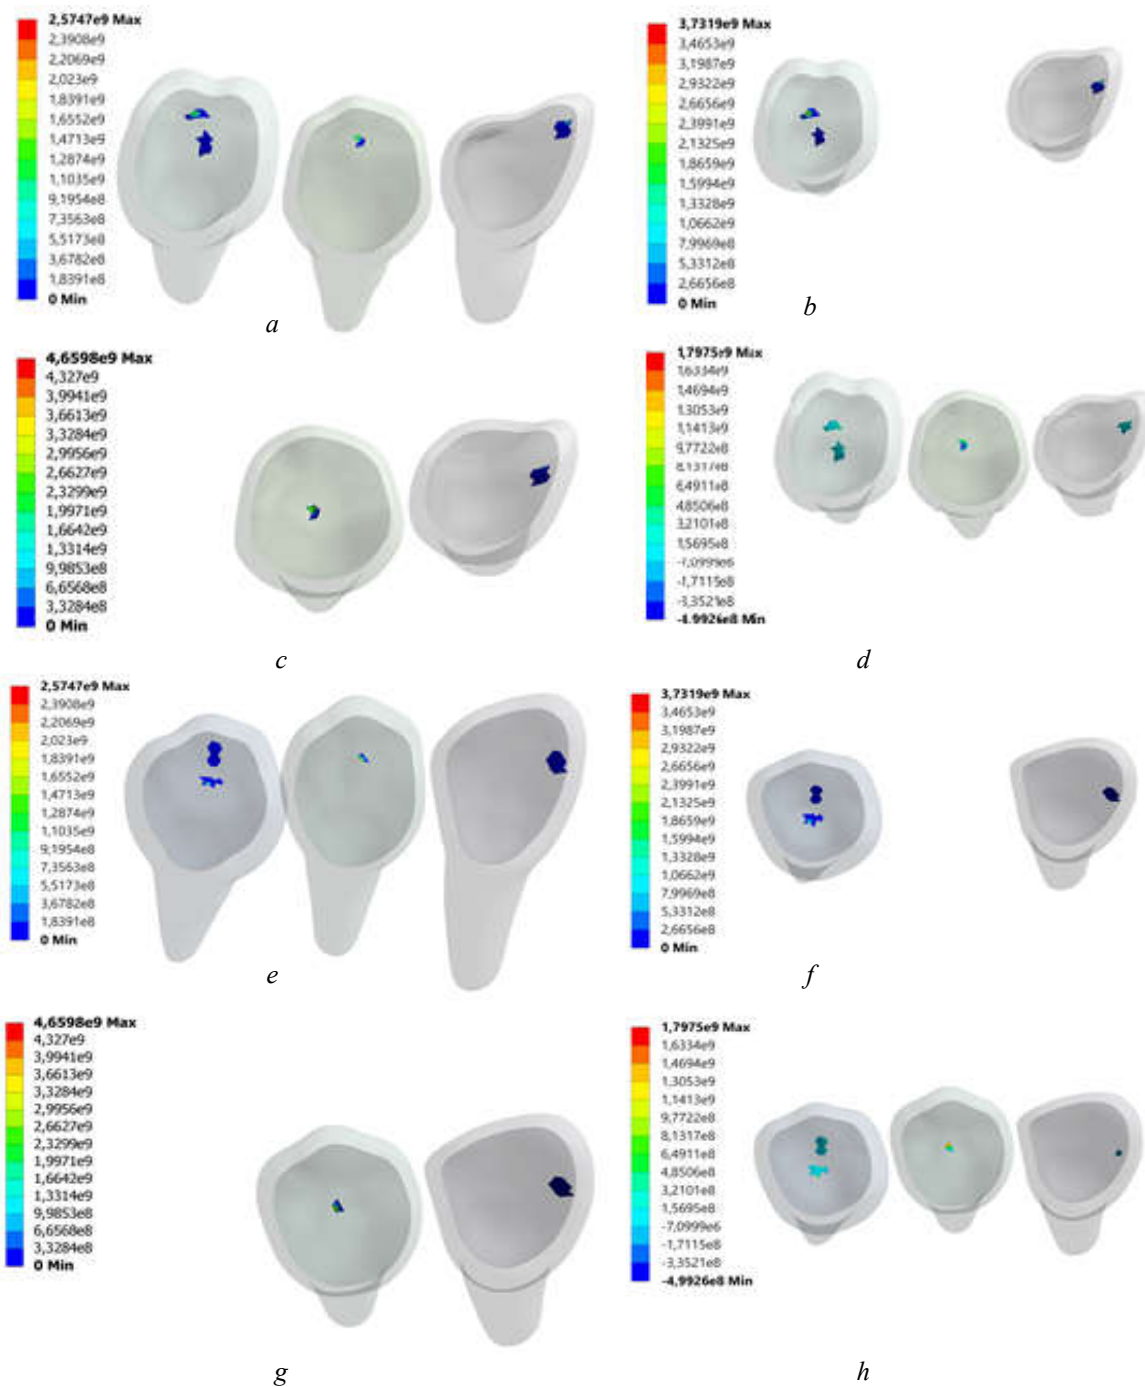 2,5747e9 Max
2,3908e9
2,2069e9
2,023e9
1,8391e9
1,6552e9
1,4713e9
1,2874e9
1,1035e9
9,1954e8
7,3563e8
5,5173e8
3,6782e8
1,8391e8
0 Min
a
3,7319e9 Max
3,4653e9
3,1987e9
2,9322e9
2,6656e9
2,3991e9
2,1325e9
1,8659e9
1,5994e9
1,3328e9
1,0662e9
7,9969e8
5,3312e8
2,6656e8
0 Min
b
4,6598e9 Max
4,327e9
3,9941e9
3,6613e9
3,3284e9
2,9956e9
2,6627e9
2,3299e9
1,9971e9
1,6642e9
1,3314e9
9,9853e8
6,6568e8
3,3284e8
0 Min
c
1,7975e9 Max
1,6334e9
1,4694e9
1,3053e9
1,1413e9
9,7722e8
8,1317e8
6,4911e8
4,8506e8
3,2101e8
1,5695e8
-7,0999e6
-1,7115e8
-3,3521e8
-4,9926e8 Min
d
2,5747e9 Max
2,3908e9
2,2069e9
2,023e9
1,8391e9
1,6552e9
1,4713e9
1,2874e9
1,1035e9
9,1954e8
7,3563e8
5,5173e8
3,6782e8
1,8391e8
0 Min
e
3,7319e9 Max
3,4653e9
3,1987e9
2,9322e9
2,6656e9
2,3991e9
2,1325e9
1,8659e9
1,5994e9
1,3328e9
1,0662e9
7,9969e8
5,3312e8
2,6656e8
0 Min
f
4,6598e9 Max
4,327e9
3,9941e9
3,6613e9
3,3284e9
2,9956e9
2,6627e9
2,3299e9
1,9971e9
1,6642e9
1,3314e9
9,9853e8
6,6568e8
3,3284e8
0 Min
g
1,7975e9 Max
1,6334e9
1,4694e9
1,3053e9
1,1413e9
9,7722e8
8,1317e8
6,4911e8
4,8506e8
3,2101e8
1,5695e8
-7,0999e6
-1,7115e8
-3,3521e8
-4,9926e8 Min
h